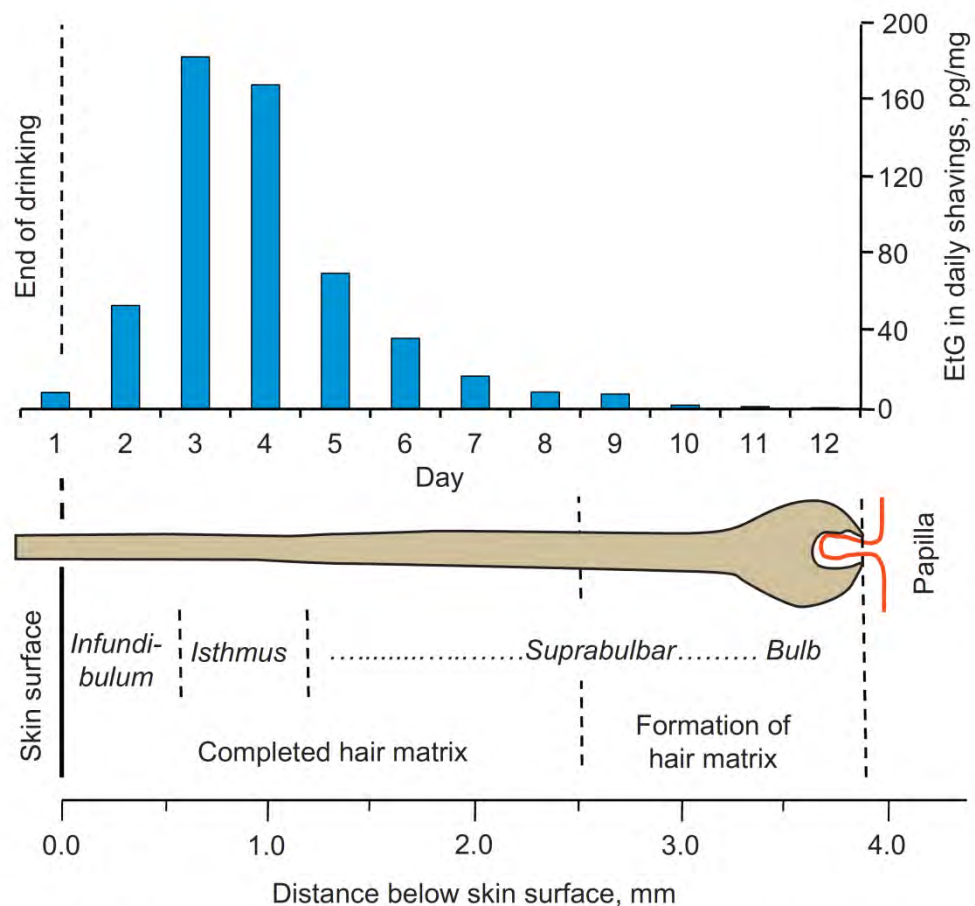 End of drinking
200
160
120
80
40
0
EtG in daily shavings, pg/mg
1 2 3 4 5 6 7 8 9 10 11 12
Day
Papilla
Skin surface
Infundi-
bulum
Isthmus
Suprabulbar
Bulb
Completed hair matrix
Formation of
hair matrix
0.0 1.0 2.0 3.0 4.0
Distance below skin surface, mm